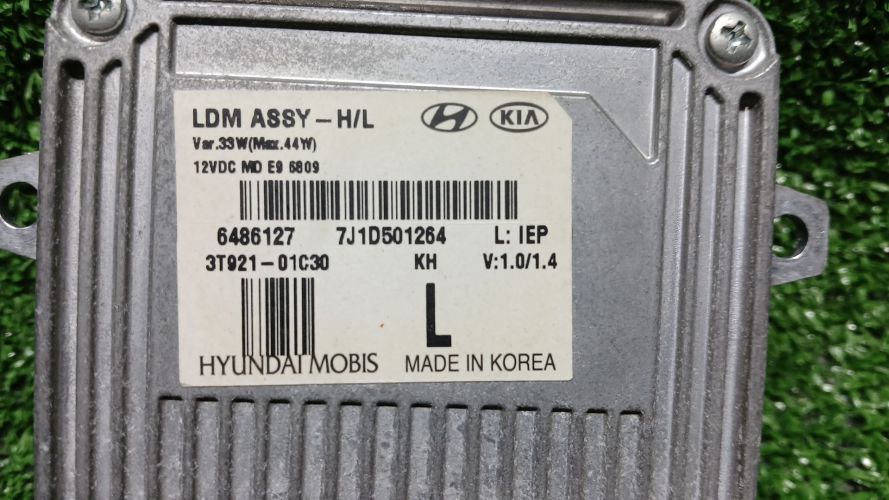 LDM ASSY-H/L KIA
Var.33W(Max.44W)
12VDC MD E9 6809
6486127 7J1D501264 L: IEP
3T921-01C30 KH V:1.0/1.4
L
HYUNDAI MOBIS MADE IN KOREA